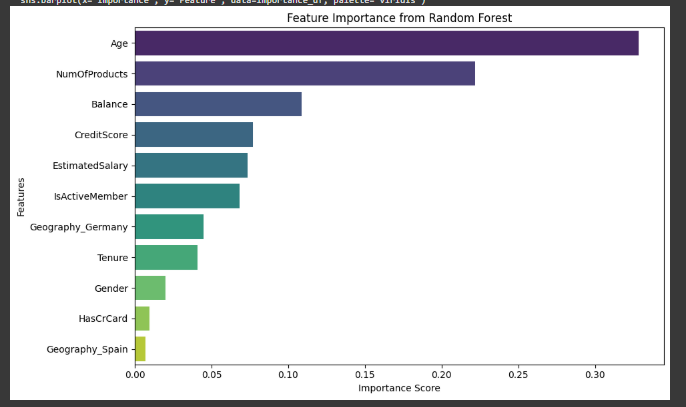 sns.barplot(x='Importance', y='Feature', data=importance_df, palette='viridis')
Feature Importance from Random Forest
Age
NumOfProducts
Balance
CreditScore
EstimatedSalary
IsActiveMember
Geography_Germany
Tenure
Gender
HasCrCard
Geography_Spain
Features
0.00 0.05 0.10 0.15 0.20 0.25 0.30
Importance Score